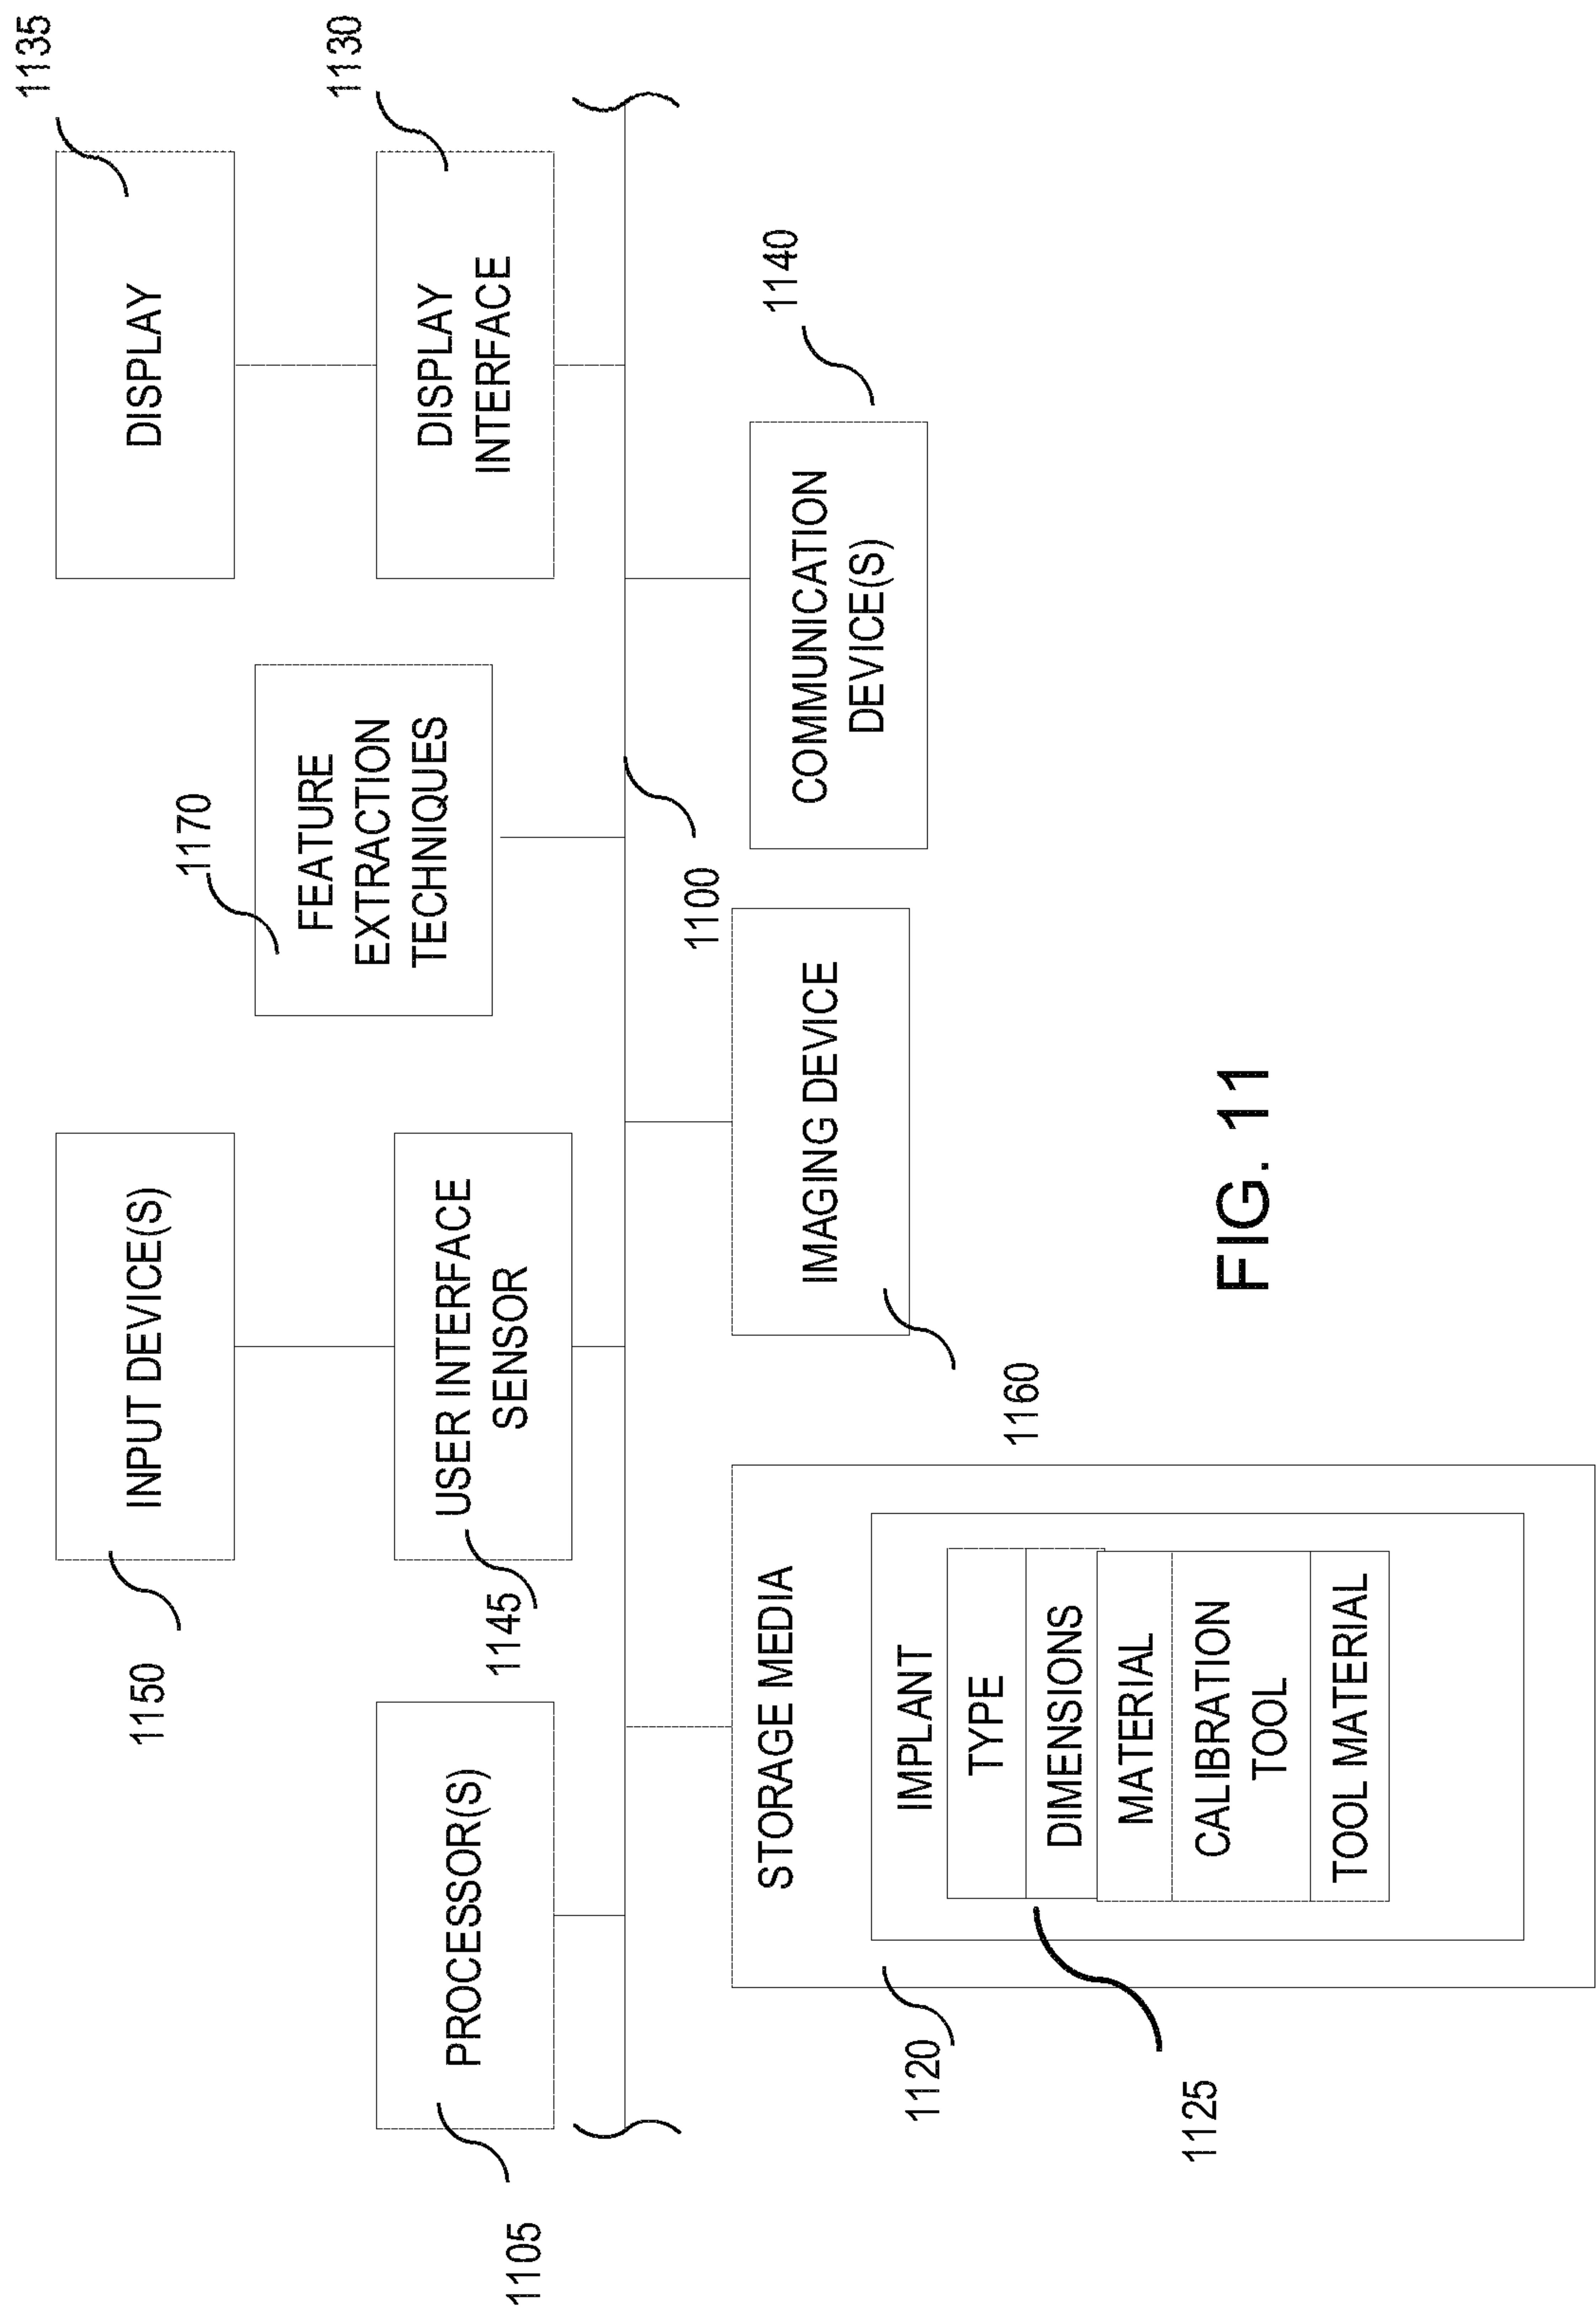 1150
INPUT DEVICE(S)
DISPLAY
1135
1105
PROCESSOR(S)
1145
USER INTERFACE
SENSOR
1170
FEATURE
EXTRACTION
TECHNIQUES
DISPLAY
INTERFACE
1130
1100
1120
STORAGE MEDIA
1125
IMPLANT
TYPE
DIMENSIONS
MATERIAL
CALIBRATION
TOOL
TOOL MATERIAL
1160
IMAGING DEVICE
COMMUNICATION
DEVICE(S)
1140
FIG. 11